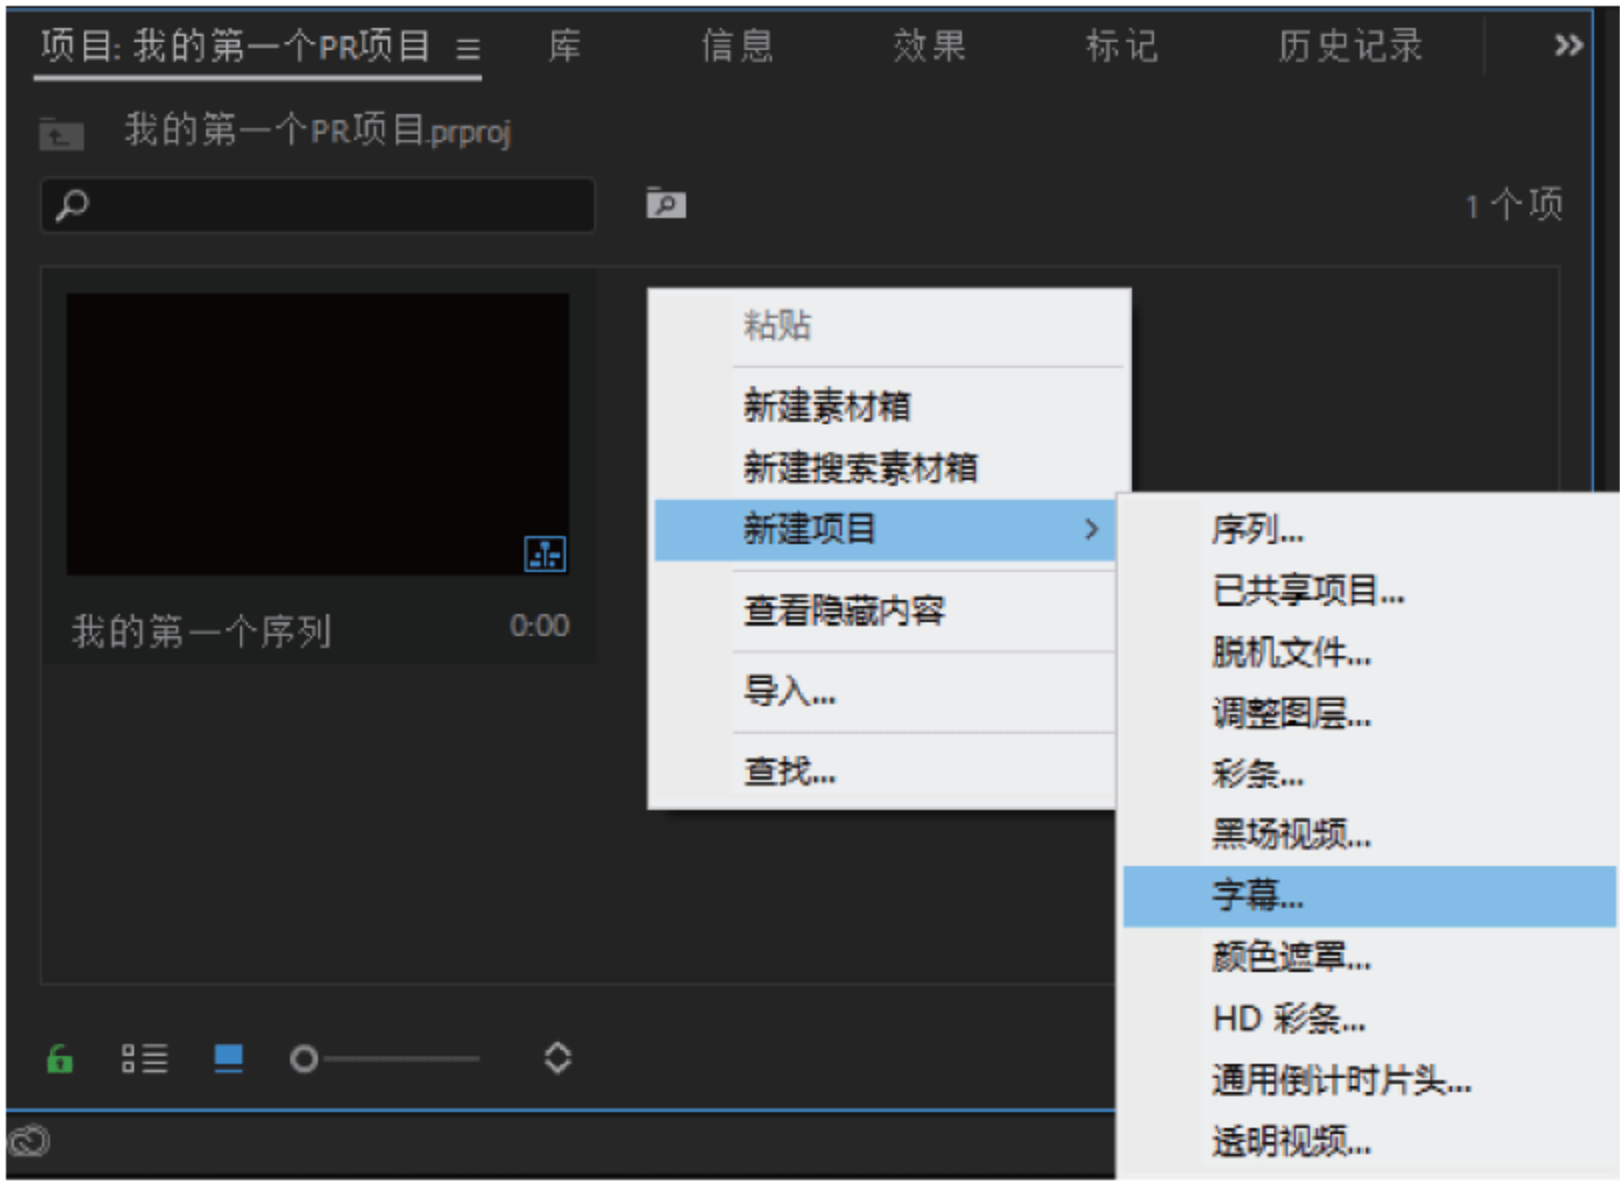 项目: 我的第一个PR项目 库 信息 效果 标记 历史记录
我的第一个PR项目.prproj
1 个项
粘贴
新建素材箱
新建搜索素材箱
新建项目
查看隐藏内容
导入...
查找...
序列...
已共享项目...
脱机文件...
调整图层...
彩条...
黑场视频...
字幕...
颜色遮罩...
HD 彩条...
通用倒计时片头...
透明视频...
我的第一个序列 0:00